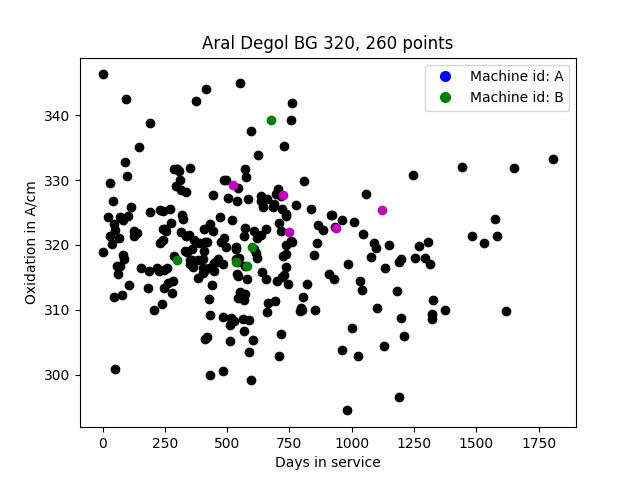 Aral Degol BG 320, 260 points
Machine id: A
Machine id: B
340
330
320
310
300
Oxidation in A/cm
0 250 500 750 1000 1250 1500 1750
Days in service